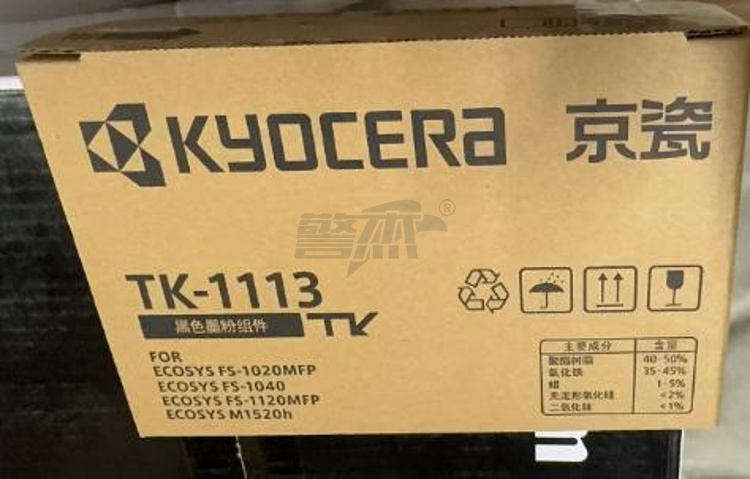 KYOCERA 京瓷
警杰®
TK-1113
黑色墨粉组件 TK
FOR
ECOSYS FS-1020MFP
ECOSYS FS-1040
ECOSYS FS-1120MFP
ECOSYS M1520h
主要成分 含量
聚酯树脂 40-50%
氧化铁 35-45%
蜡 1-5%
无定形氧化硅 <2%
二氧化钛 <1%